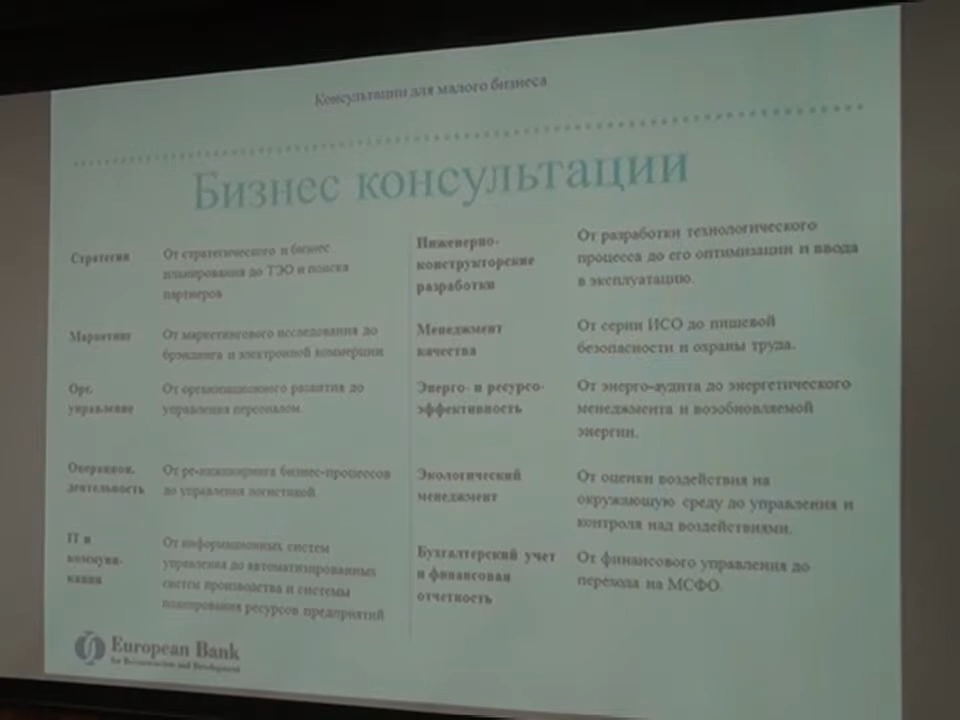 Консультации для малого бизнеса
Бизнес консультации
Стратегия
От стратегического и бизнес
планирования до ТЭО и поиска
партнеров
Маркетинг
От маркетингового исследования до
брэндинга и электронной коммерции
Орг.
управление
От организационного развития до
управления персоналом.
Операцион.
деятельность
От ре-инжиниринга бизнес-процессов
до управления логистикой.
IT и
коммуни-
кация
От информационных систем
управления до автоматизированных
систем производства и системы
планирования ресурсов предприятий
Инженерно-
конструкторские
разработки
От разработки технологического
процесса до его оптимизации и ввода
в эксплуатацию.
Менеджмент
качества
От серии ИСО до пищевой
безопасности и охраны труда.
Энерго- и ресурсо-
эффективность
От энерго-аудита до энергетического
менеджмента и возобновляемой
энергии.
Экологический
менеджмент
От оценки воздействия на
окружающую среду до управления и
контроля над воздействиями.
Бухгалтерский учет
и финансовая
отчетность
От финансового управления до
перехода на МСФО.
European Bank
for Reconstruction and Development